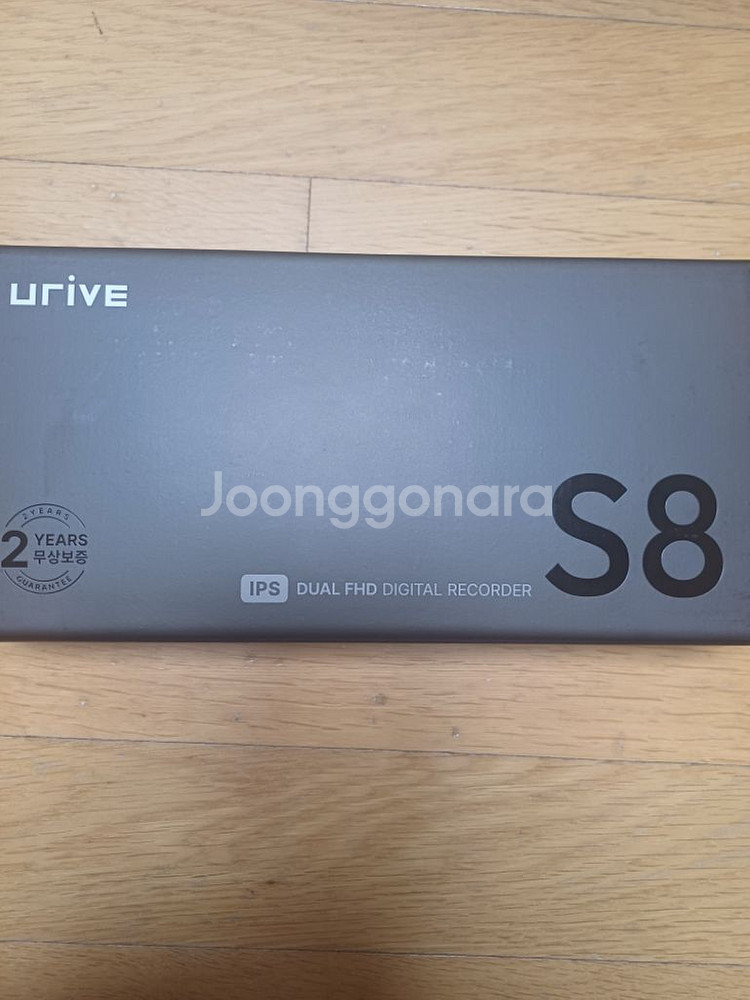 urive
Joonggonara
S8
2 YEARS
2 YEARS
무상보증
GUARANTEE
IPS DUAL FHD DIGITAL RECORDER